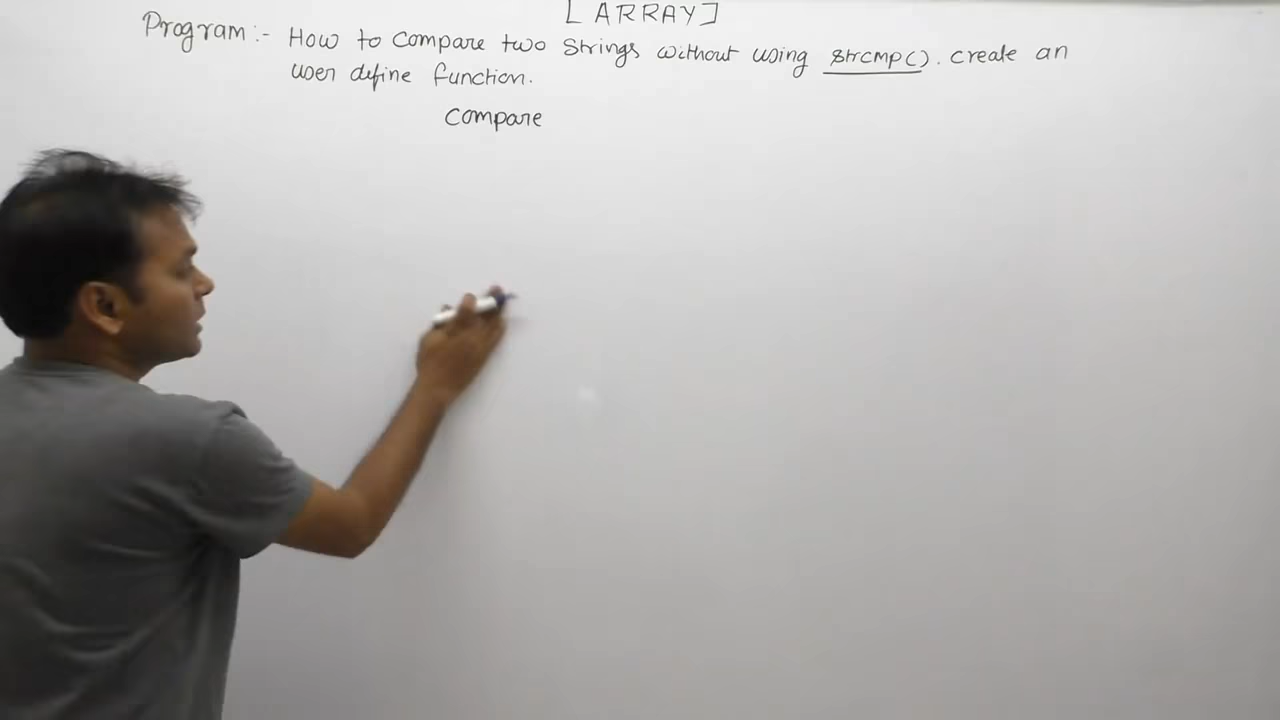 [ARRAY]
Program:- How to compare two strings without using strcmp(). create an
user define function.
compare